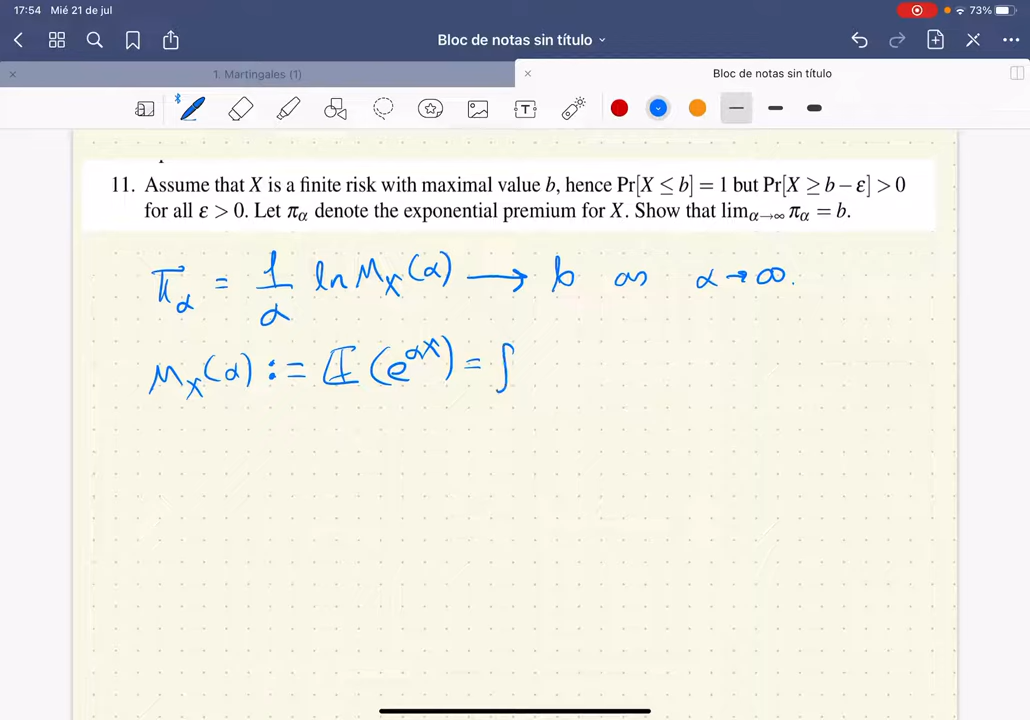 17:54 Mié 21 de jul 73%
Bloc de notas sin título
1. Martingales (1) Bloc de notas sin título
11. Assume that X is a finite risk with maximal value b, hence Pr[X ≤ b] = 1 but Pr[X ≥ b − ε] > 0
for all ε > 0. Let π_α denote the exponential premium for X. Show that lim_{α→∞} π_α = b.
π_α = 1/α ln M_X(α) ⟶ b as α → ∞.
M_X(α) := 𝔼(e^{αX}) = ∫